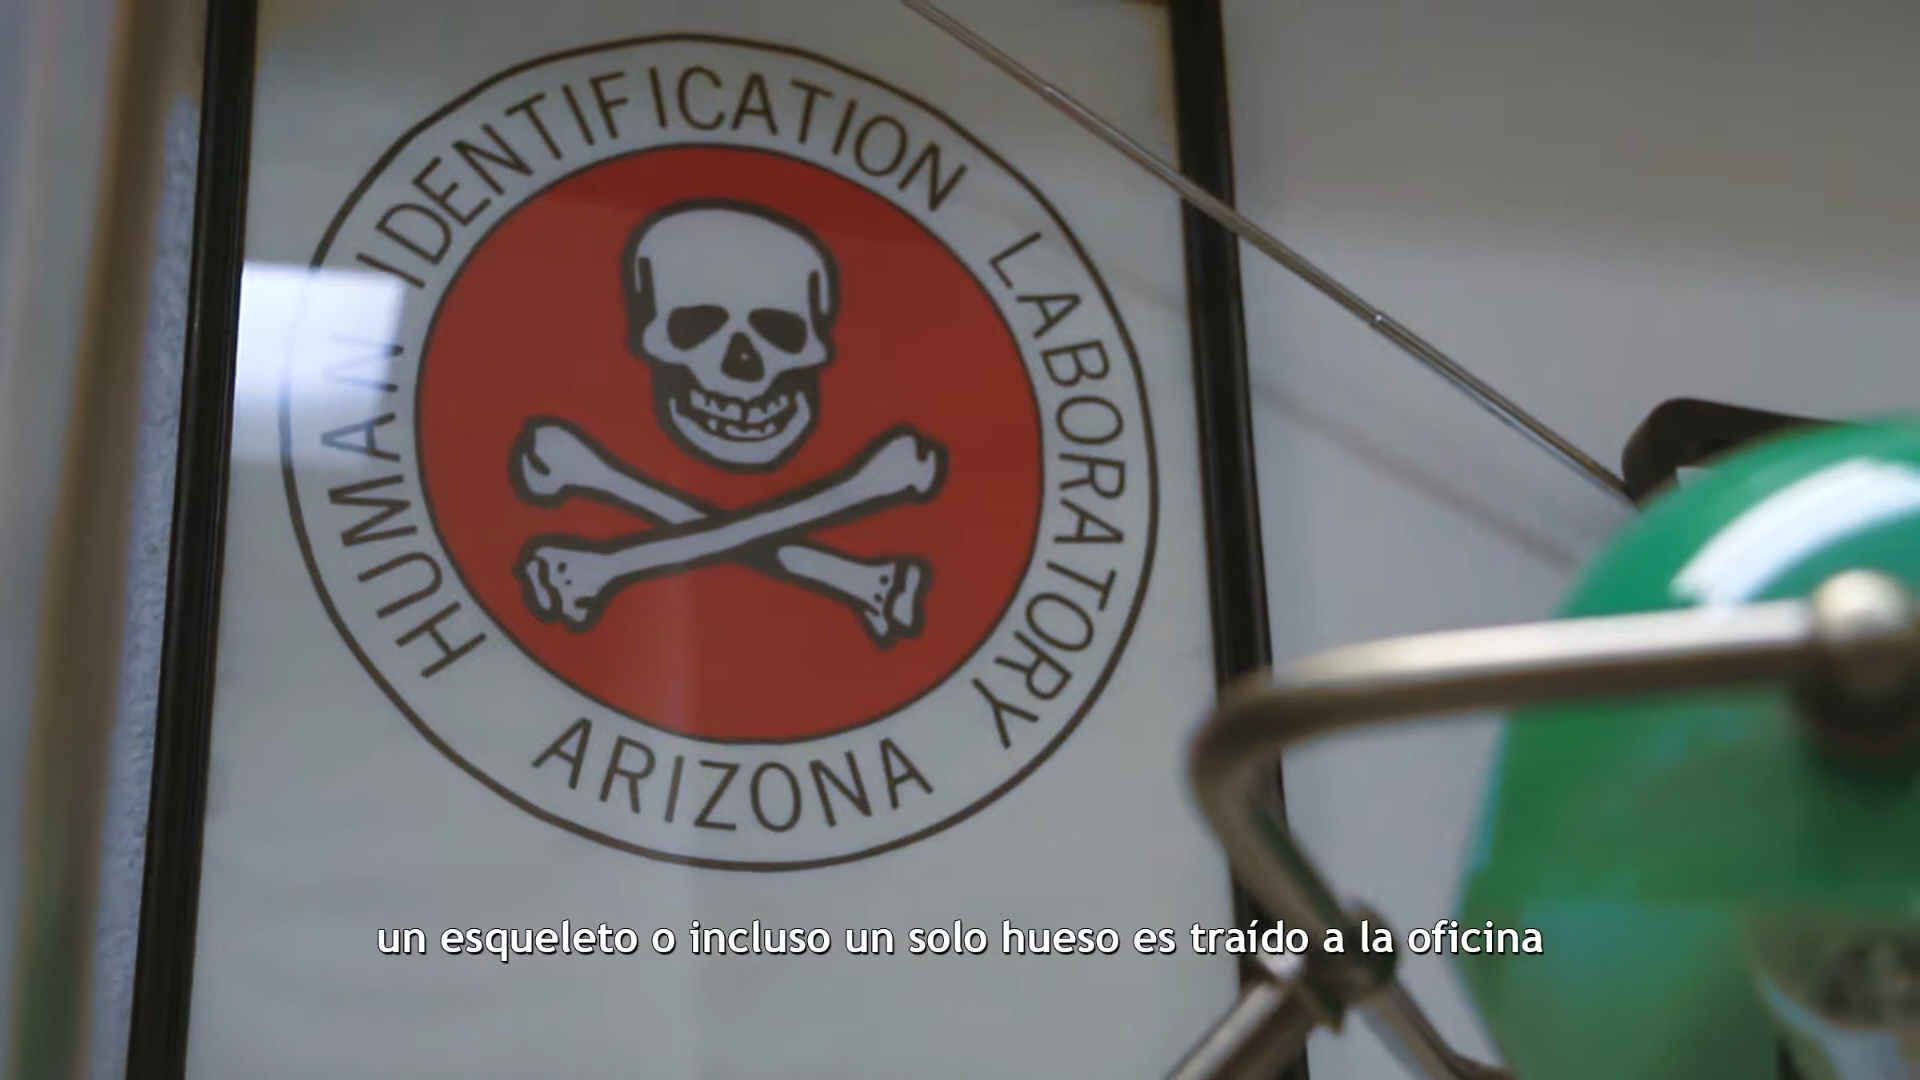 HUMAN IDENTIFICATION LABORATORY
ARIZONA
un esqueleto o incluso un solo hueso es traído a la oficina